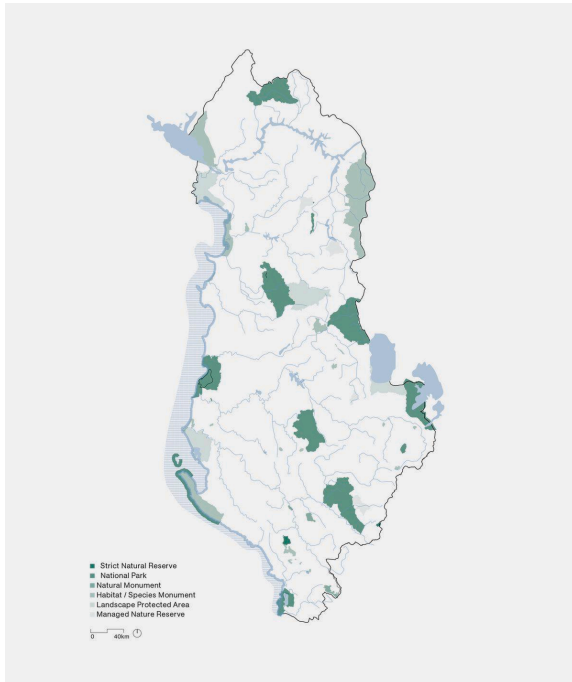 Strict Natural Reserve
National Park
Natural Monument
Habitat / Species Monument
Landscape Protected Area
Managed Nature Reserve
0 40km